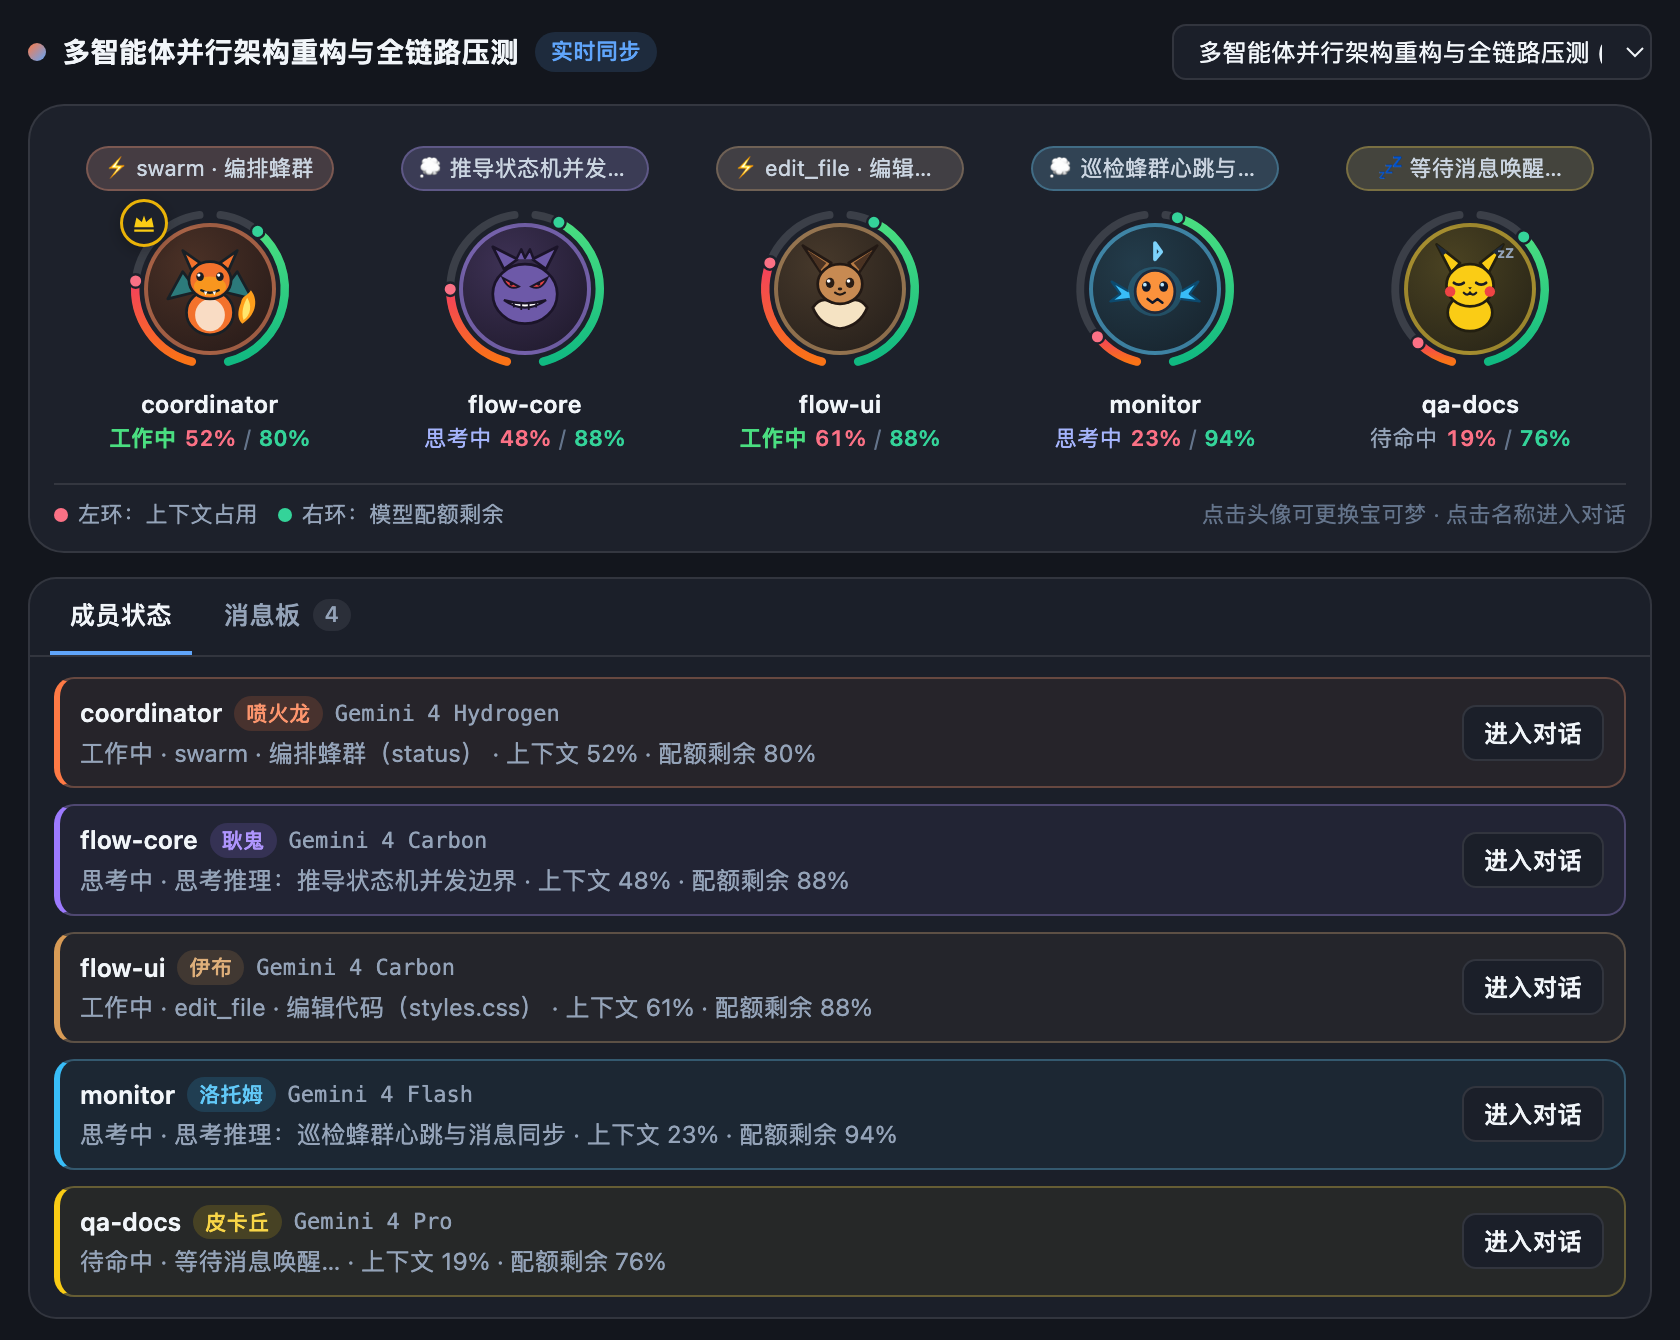 多智能体并行架构重构与全链路压测 实时同步
多智能体并行架构重构与全链路压测 (
⚡ swarm · 编排蜂群
💭 推导状态机并发...
⚡ edit_file · 编辑...
💭 巡检蜂群心跳与...
💤 等待消息唤醒...
zZ
coordinator
工作中 52% / 80%
flow-core
思考中 48% / 88%
flow-ui
工作中 61% / 88%
monitor
思考中 23% / 94%
qa-docs
待命中 19% / 76%
左环：上下文占用 右环：模型配额剩余
点击头像可更换宝可梦 · 点击名称进入对话
成员状态 消息板 4
coordinator 喷火龙 Gemini 4 Hydrogen
工作中 · swarm · 编排蜂群（status） · 上下文 52% · 配额剩余 80%
进入对话
flow-core 耿鬼 Gemini 4 Carbon
思考中 · 思考推理：推导状态机并发边界 · 上下文 48% · 配额剩余 88%
进入对话
flow-ui 伊布 Gemini 4 Carbon
工作中 · edit_file · 编辑代码（styles.css） · 上下文 61% · 配额剩余 88%
进入对话
monitor 洛托姆 Gemini 4 Flash
思考中 · 思考推理：巡检蜂群心跳与消息同步 · 上下文 23% · 配额剩余 94%
进入对话
qa-docs 皮卡丘 Gemini 4 Pro
待命中 · 等待消息唤醒... · 上下文 19% · 配额剩余 76%
进入对话